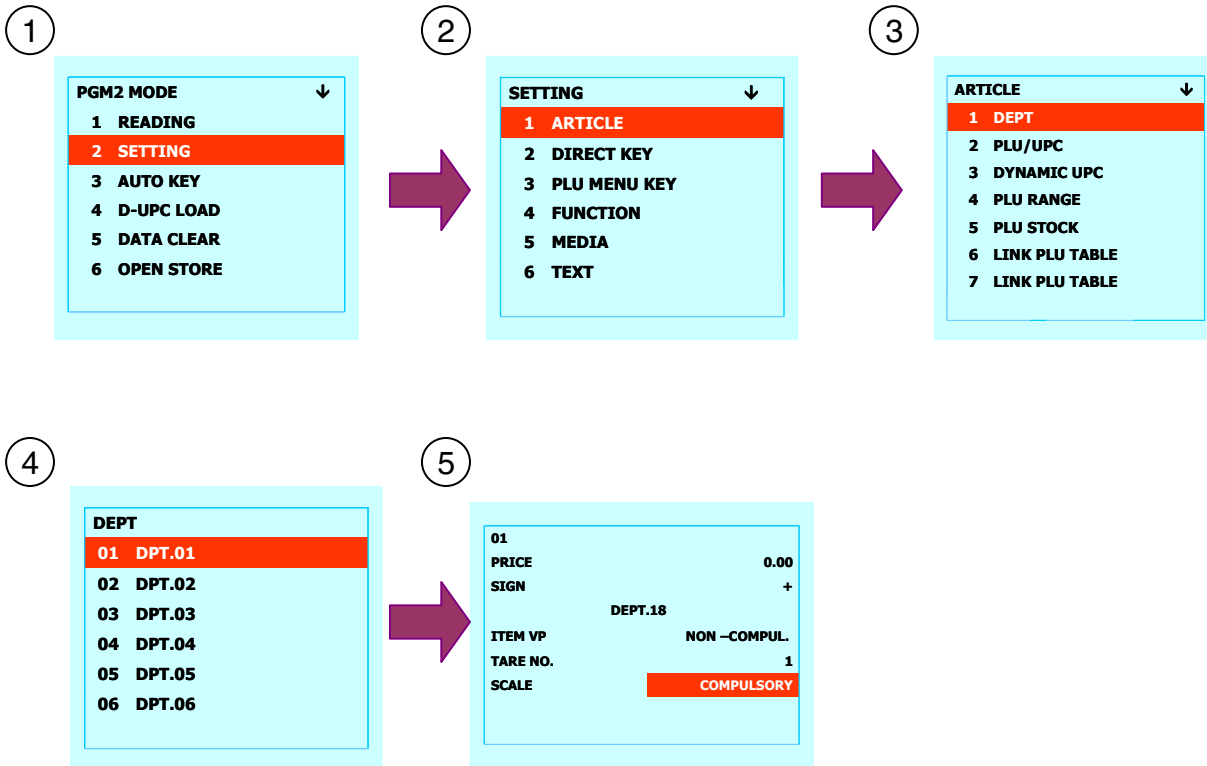 1
PGM2 MODE ↓
1 READING
2 SETTING
3 AUTO KEY
4 D-UPC LOAD
5 DATA CLEAR
6 OPEN STORE
2
SETTING ↓
1 ARTICLE
2 DIRECT KEY
3 PLU MENU KEY
4 FUNCTION
5 MEDIA
6 TEXT
3
ARTICLE ↓
1 DEPT
2 PLU/UPC
3 DYNAMIC UPC
4 PLU RANGE
5 PLU STOCK
6 LINK PLU TABLE
7 LINK PLU TABLE
4
DEPT
01 DPT.01
02 DPT.02
03 DPT.03
04 DPT.04
05 DPT.05
06 DPT.06
5
01
PRICE 0.00
SIGN +
DEPT.18
ITEM VP NON –COMPUL.
TARE NO. 1
SCALE COMPULSORY